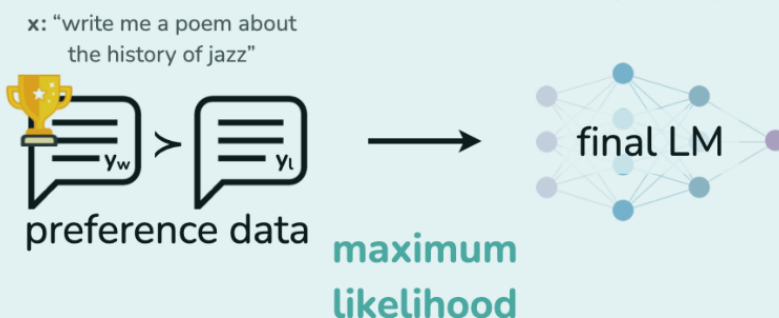 x: “write me a poem about
the history of jazz”
y_w
≻
y_l
final LM
preference data
maximum
likelihood